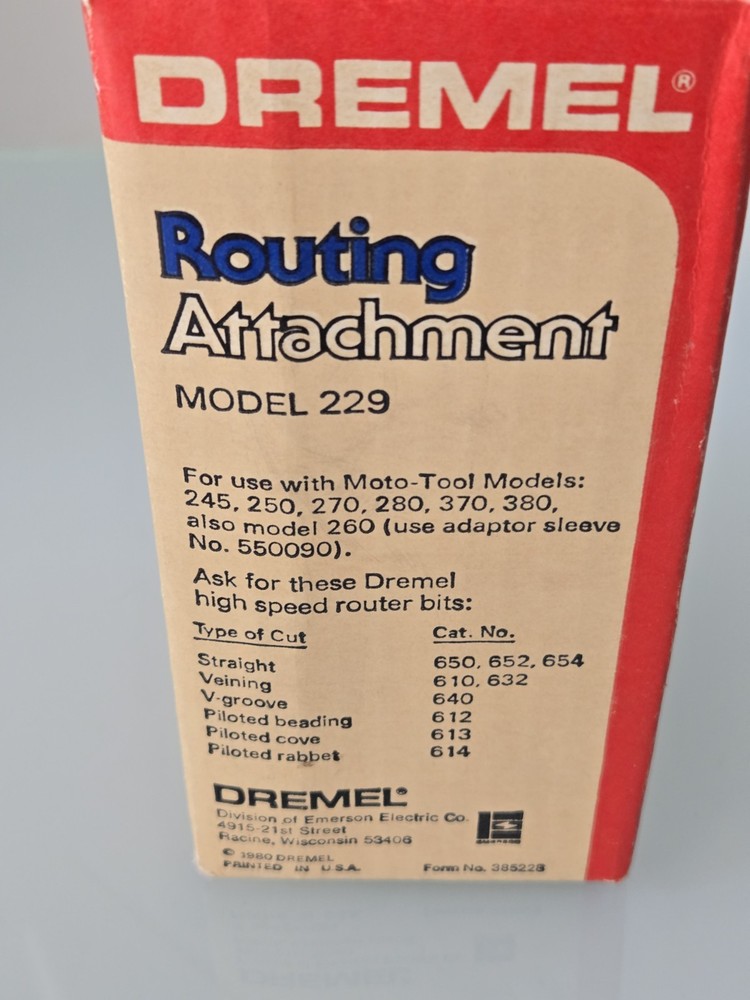 DREMEL®
Routing
Attachment
MODEL 229
For use with Moto-Tool Models:
245, 250, 270, 280, 370, 380,
also model 260 (use adaptor sleeve
No. 550090).
Ask for these Dremel
high speed router bits:
Type of Cut Cat. No.
Straight 650, 652, 654
Veining 610, 632
V-groove 640
Piloted beading 612
Piloted cove 613
Piloted rabbet 614
DREMEL®
Division of Emerson Electric Co.
4915-21st Street
Racine, Wisconsin 53406
© 1980 DREMEL
PRINTED IN U.S.A. Form No. 385228